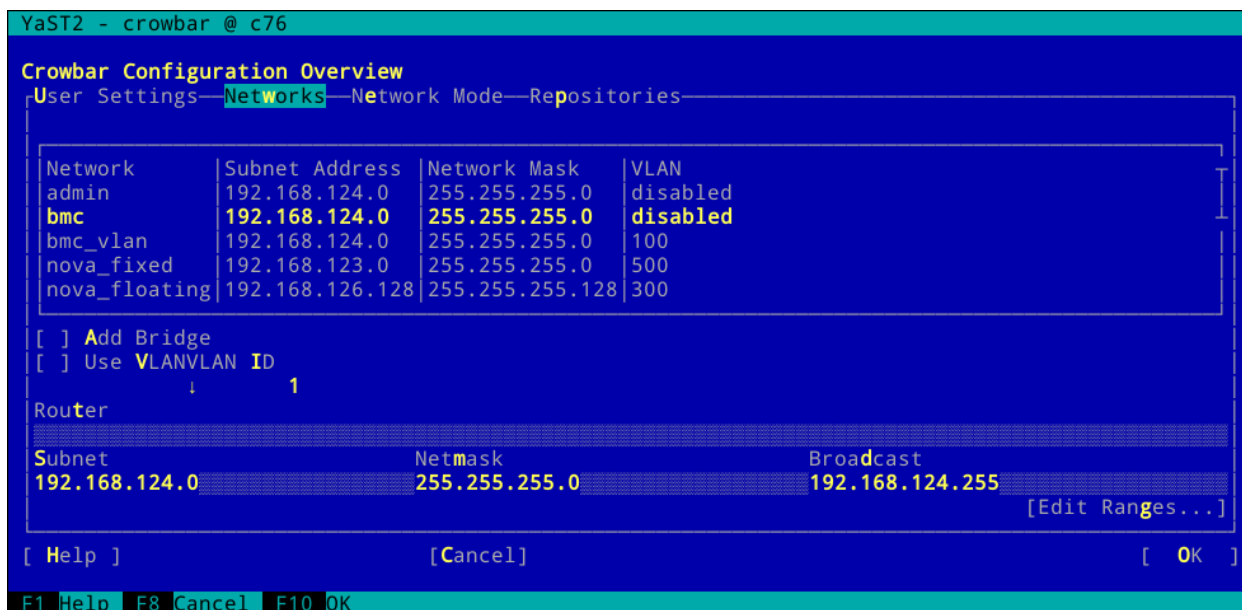 YaST2 - crowbar @ c76
Crowbar Configuration Overview
User Settings—Networks—Network Mode—Repositories
Network |Subnet Address |Network Mask |VLAN
admin |192.168.124.0 |255.255.255.0 |disabled
bmc |192.168.124.0 |255.255.255.0 |disabled
bmc_vlan |192.168.124.0 |255.255.255.0 |100
nova_fixed |192.168.123.0 |255.255.255.0 |500
nova_floating|192.168.126.128|255.255.255.128|300
[ ] Add Bridge
[ ] Use VLANVLAN ID
↓ 1
Router
Subnet Netmask Broadcast
192.168.124.0 255.255.255.0 192.168.124.255
[Edit Ranges...]
[ Help ] [Cancel] [ OK ]
F1 Help F8 Cancel F10 OK